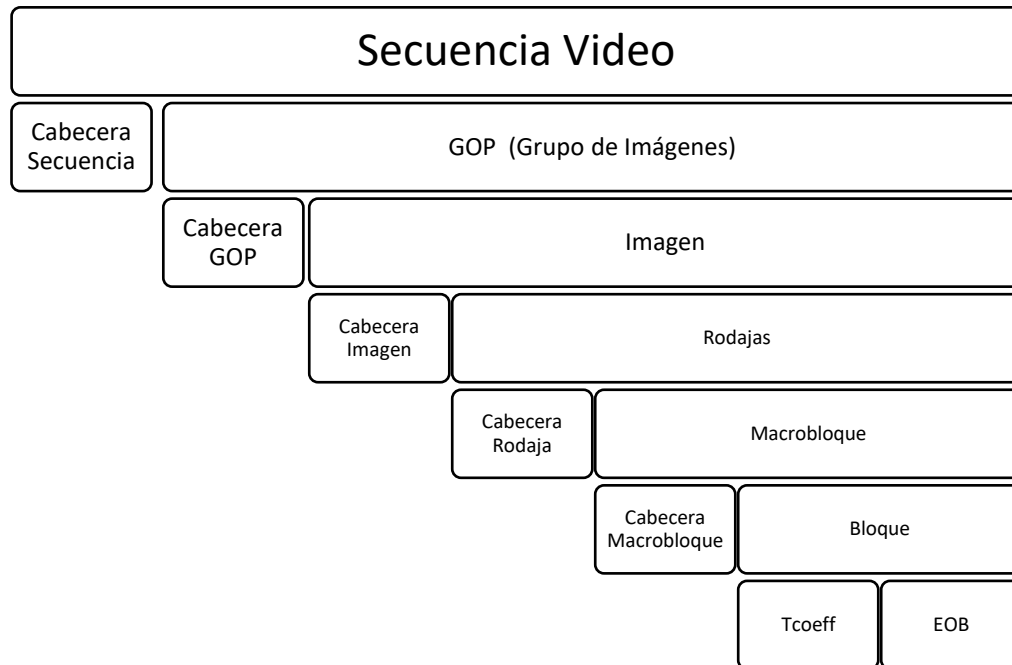 Secuencia Video
Cabecera
Secuencia
GOP (Grupo de Imágenes)
Cabecera
GOP
Imagen
Cabecera
Imagen
Rodajas
Cabecera
Rodaja
Macrobloque
Cabecera
Macrobloque
Bloque
Tcoeff
EOB